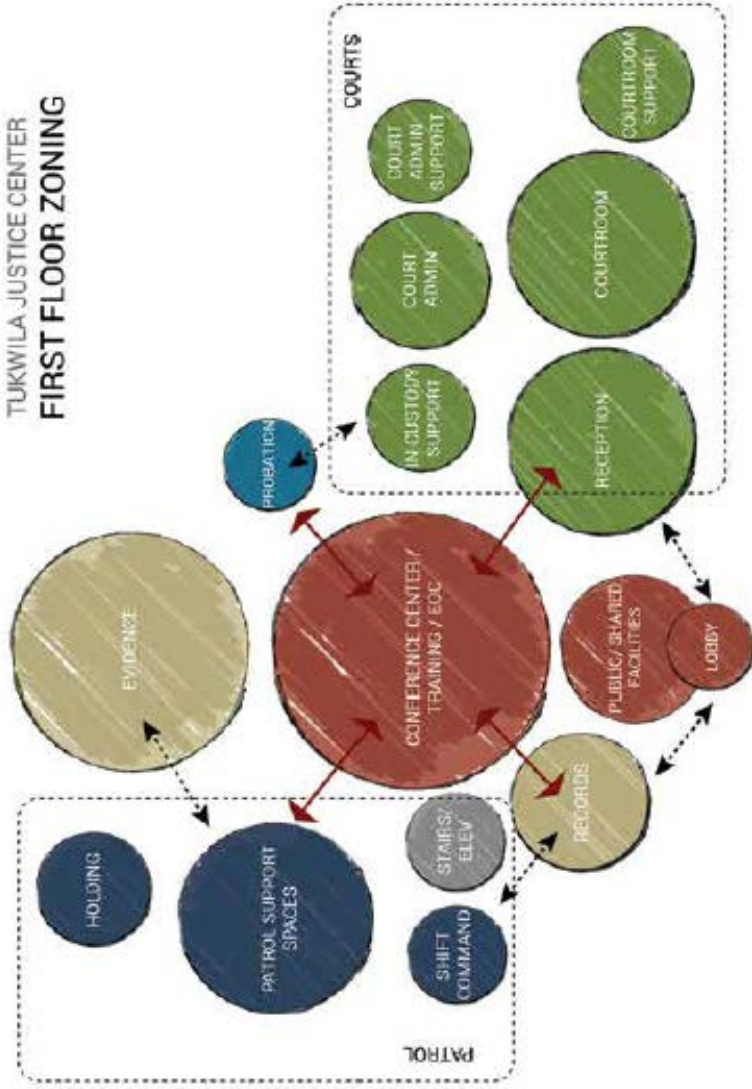 TUKWILA JUSTICE CENTER
FIRST FLOOR ZONING
PATROL
HOLDING
PATROL SUPPORT
SPACES
SHIFT
COMMAND
STAIRS/
ELEV
EVIDENCE
PROBATION
CONFERENCE CENTER /
TRAINING / EOC
RECORDS
PUBLIC/ SHARED
FACILITIES
LOBBY
COURTS
IN CUSTODY
SUPPORT
COURT
ADMIN
COURT
ADMIN
SUPPORT
RECEPTION
COURTROOM
COURTROOM
SUPPORT